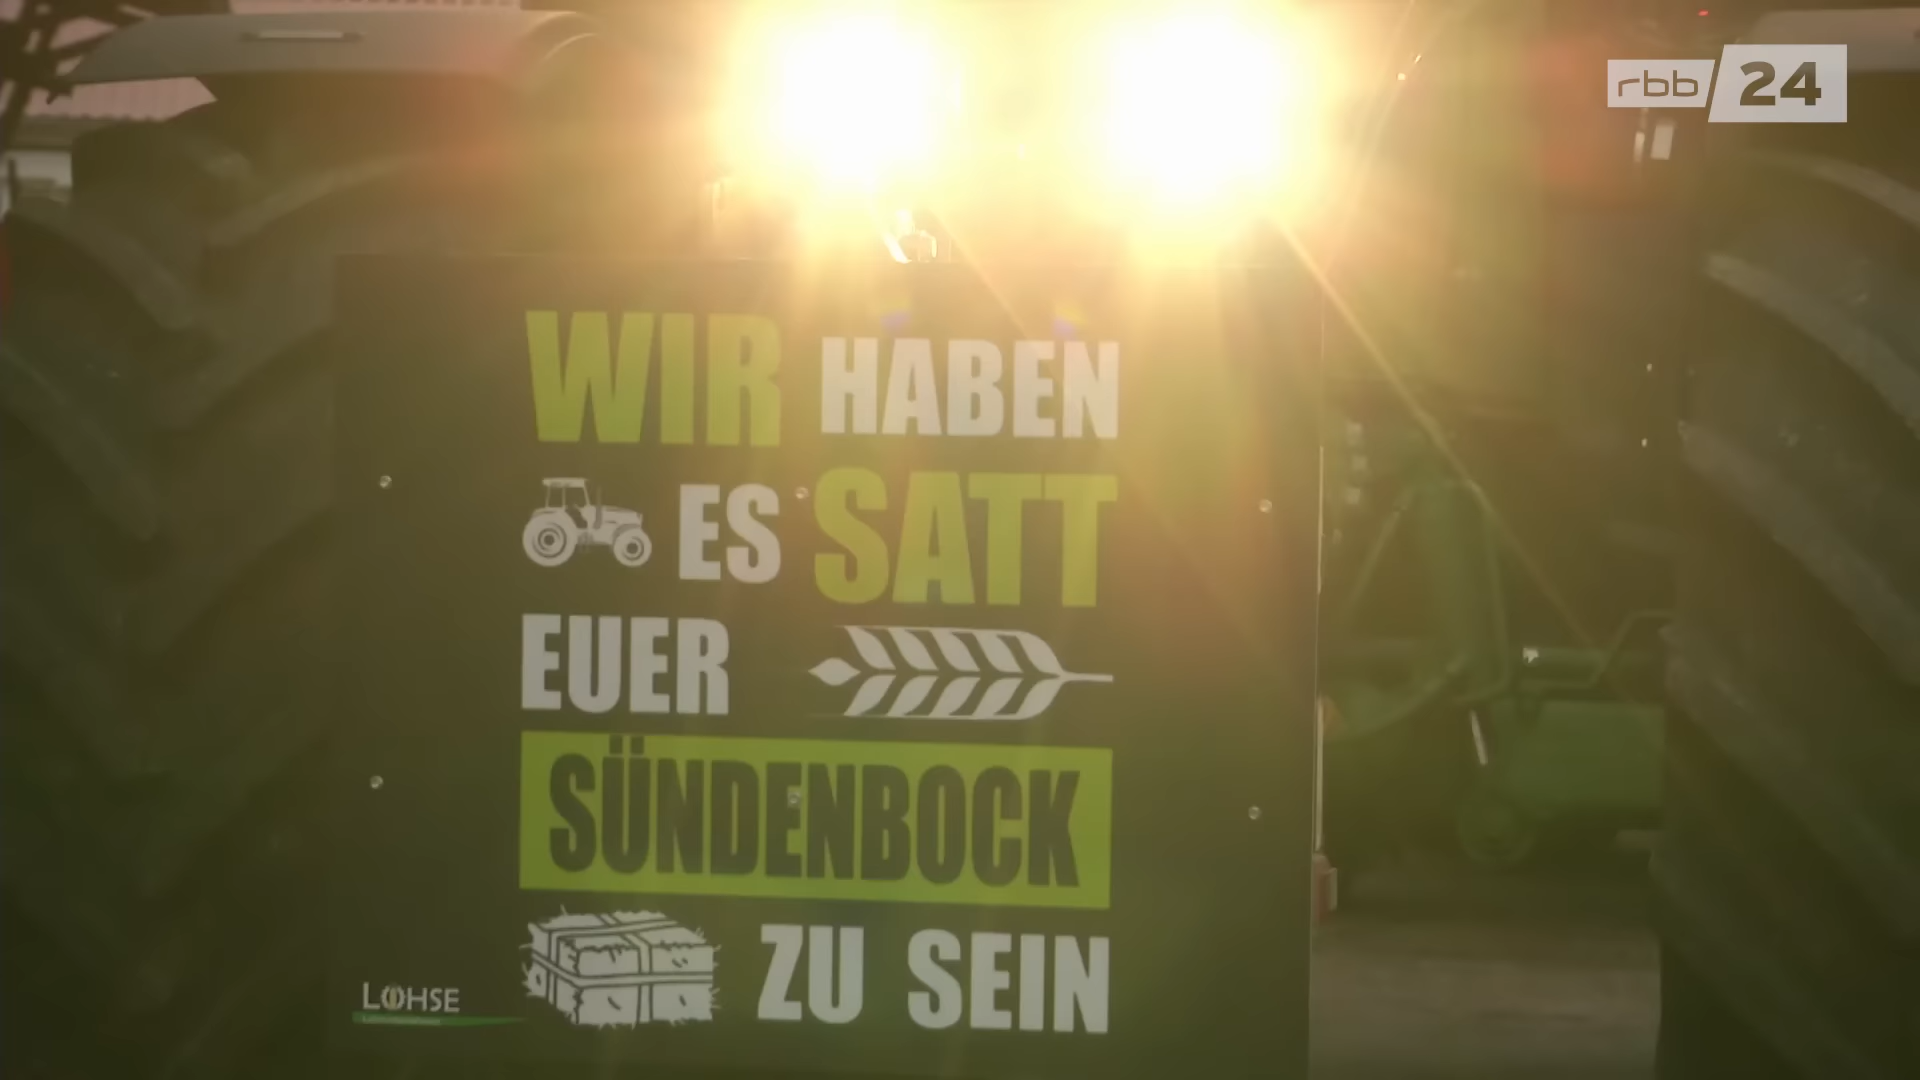 rbb 24
WIR HABEN
ES SATT
EUER
SÜNDENBOCK
ZU SEIN
LOHSE